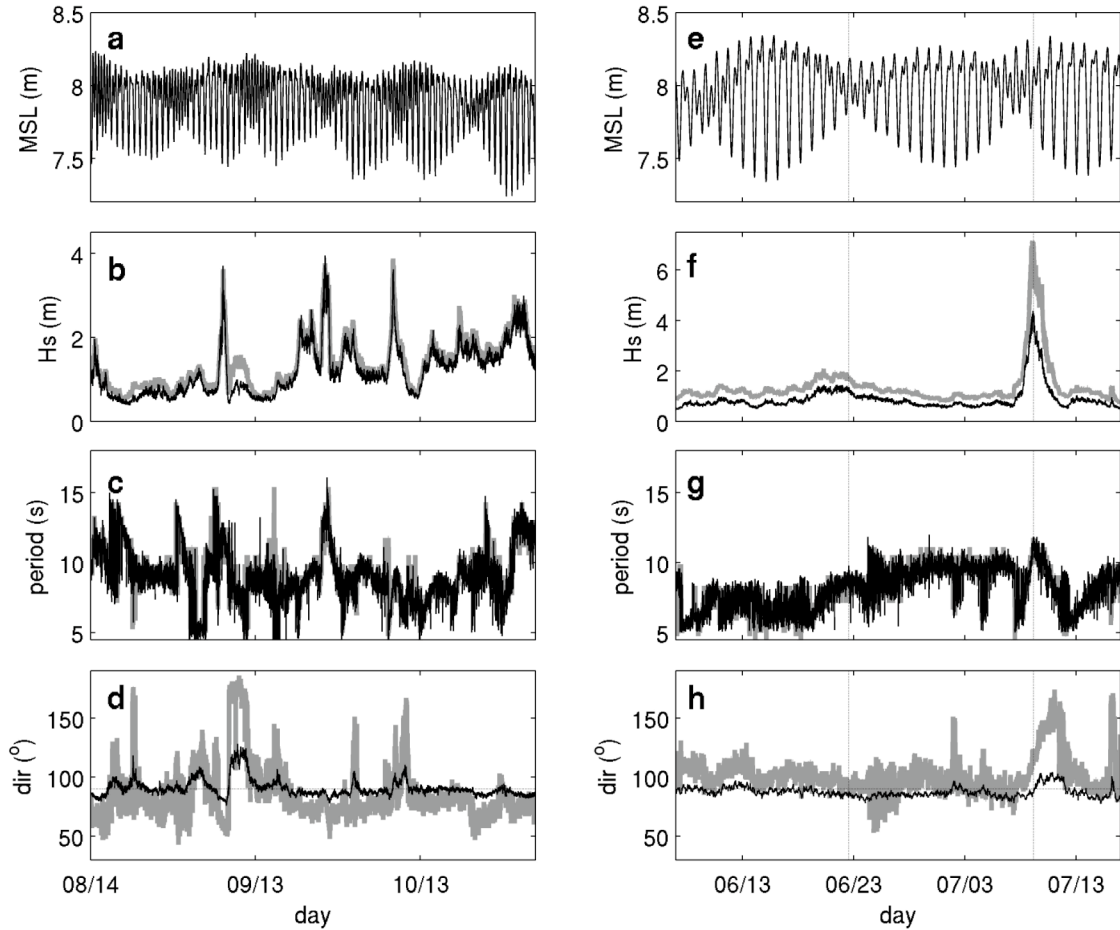 a
8.5
8
7.5
MSL (m)
b
4
2
0
Hs (m)
c
15
10
5
period (s)
d
150
100
50
dir (o)
08/14 09/13 10/13
day
e
8.5
8
7.5
MSL (m)
f
6
4
2
0
Hs (m)
g
15
10
5
period (s)
h
150
100
50
dir (o)
06/13 06/23 07/03 07/13
day